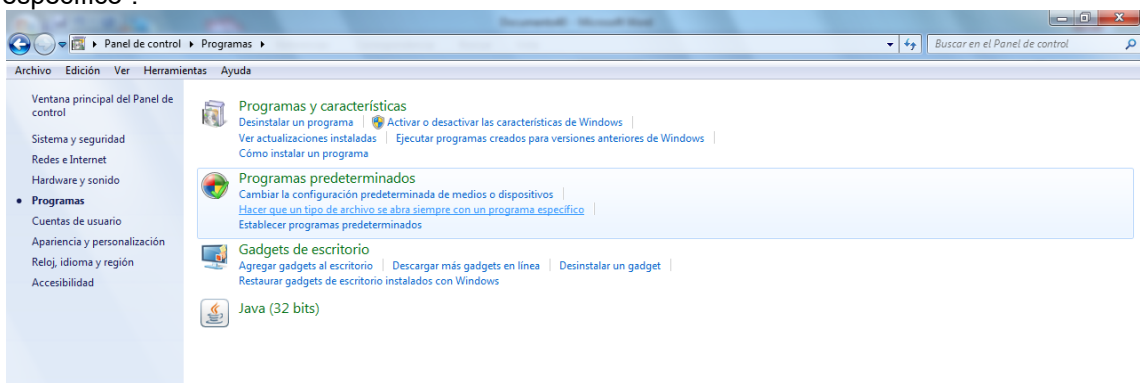 específico".
Panel de control ▸ Programas ▸
Buscar en el Panel de control
Archivo Edición Ver Herramientas Ayuda
Ventana principal del Panel de
control
Sistema y seguridad
Redes e Internet
Hardware y sonido
Programas
Cuentas de usuario
Apariencia y personalización
Reloj, idioma y región
Accesibilidad
Programas y características
Desinstalar un programa
Activar o desactivar las características de Windows
Ver actualizaciones instaladas
Ejecutar programas creados para versiones anteriores de Windows
Cómo instalar un programa
Programas predeterminados
Cambiar la configuración predeterminada de medios o dispositivos
Hacer que un tipo de archivo se abra siempre con un programa específico
Establecer programas predeterminados
Gadgets de escritorio
Agregar gadgets al escritorio
Descargar más gadgets en línea
Desinstalar un gadget
Restaurar gadgets de escritorio instalados con Windows
Java (32 bits)